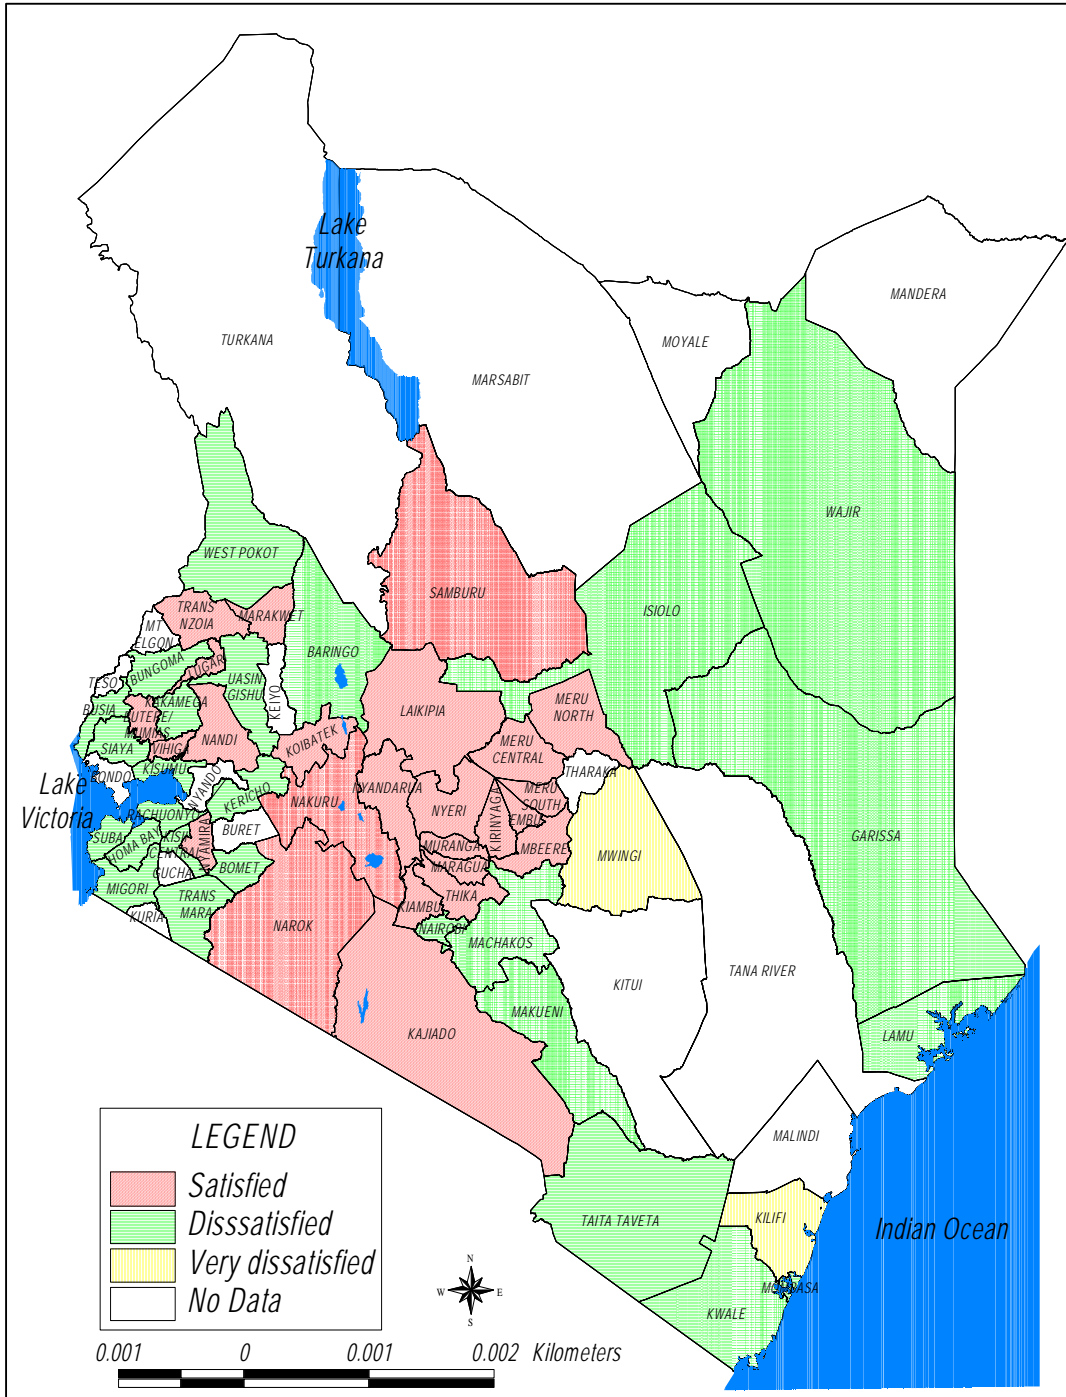 Lake
Turkana
MANDERA
TURKANA
MOYALE
MARSABIT
WAJIR
WEST POKOT
SAMBURU
TRANS
NZOIA
MARAKWET
ISIOLO
MT
ELGON
BARINGO
BUNGOMA
LUGARI
UASIN
GISHU
TESO
KEIYO
BUSIA
KAKAMEGA
BUTERE/
MUMIAS
LAIKIPIA
MERU
NORTH
SIAYA
VIHIGA
NANDI
KOIBATEK
MERU
CENTRAL
BONDO
KISUMU
NYANDO
THARAKA
Lake
Victoria
KERICHO
NAKURU
NYANDARUA
NYERI
KIRINYAGA
MERU
SOUTH
EMBU
RACHUONYO
SUBA
HOMA BAY
KISII
CENTRAL
NYAMIRA
BURET
MURANGA
MBEERE
MWINGI
GARISSA
GUCHA
BOMET
MARAGUA
MIGORI
TRANS
MARA
THIKA
KIAMBU
KURIA
NAROK
NAIROBI
MACHAKOS
KITUI
TANA RIVER
MAKUENI
KAJIADO
LAMU
LEGEND
Satisfied
Disssatisfied
Very dissatisfied
No Data
MALINDI
TAITA TAVETA
KILIFI
Indian Ocean
MOMBASA
KWALE
N
W
E
S
0.001 0 0.001 0.002 Kilometers